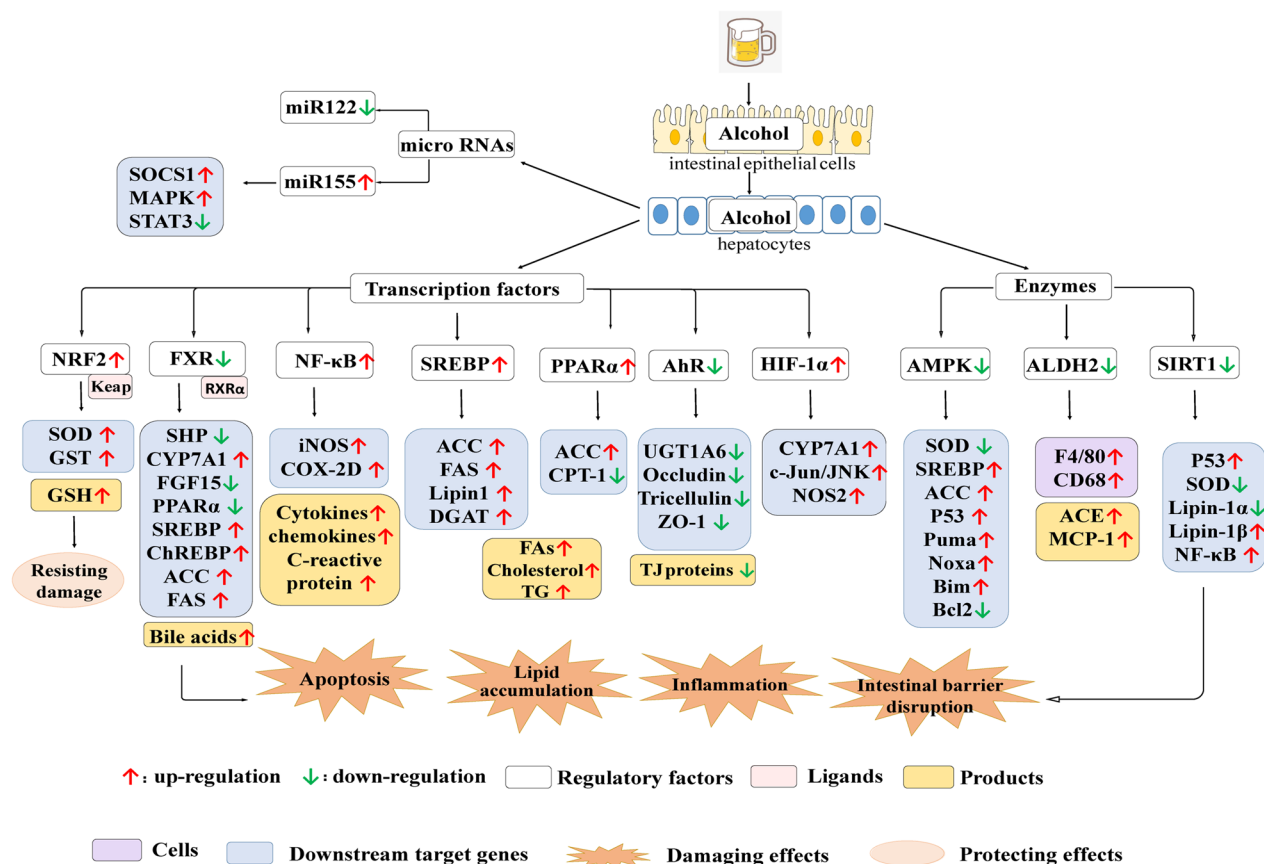 Alcohol
intestinal epithelial cells
Alcohol
hepatocytes
micro RNAs
miR122↓
miR155↑
SOCS1↑
MAPK↑
STAT3↓
Transcription factors
Enzymes
NRF2↑
Keap
FXR↓
RXRα
NF-κB↑
SREBP↑
PPARα↑
AhR↓
HIF-1α↑
AMPK↓
ALDH2↓
SIRT1↓
SOD↑
GST↑
GSH↑
Resisting
damage
SHP↓
CYP7A1↑
FGF15↓
PPARα↓
SREBP↑
ChREBP↑
ACC↑
FAS↑
Bile acids↑
iNOS↑
COX-2D↑
Cytokines↑
chemokines↑
C-reactive
protein↑
ACC↑
FAS↑
Lipin1↑
DGAT↑
FAs↑
Cholesterol↑
TG↑
ACC↑
CPT-1↓
UGT1A6↓
Occludin↓
Tricellulin↓
ZO-1↓
TJ proteins↓
CYP7A1↑
c-Jun/JNK↑
NOS2↑
SOD↓
SREBP↑
ACC↑
P53↑
Puma↑
Noxa↑
Bim↑
Bcl2↓
F4/80↑
CD68↑
ACE↑
MCP-1↑
P53↑
SOD↓
Lipin-1α↓
Lipin-1β↑
NF-κB↑
Apoptosis
Lipid
accumulation
Inflammation
Intestinal barrier
disruption
↑: up-regulation ↓: down-regulation Regulatory factors Ligands Products
Cells Downstream target genes Damaging effects Protecting effects